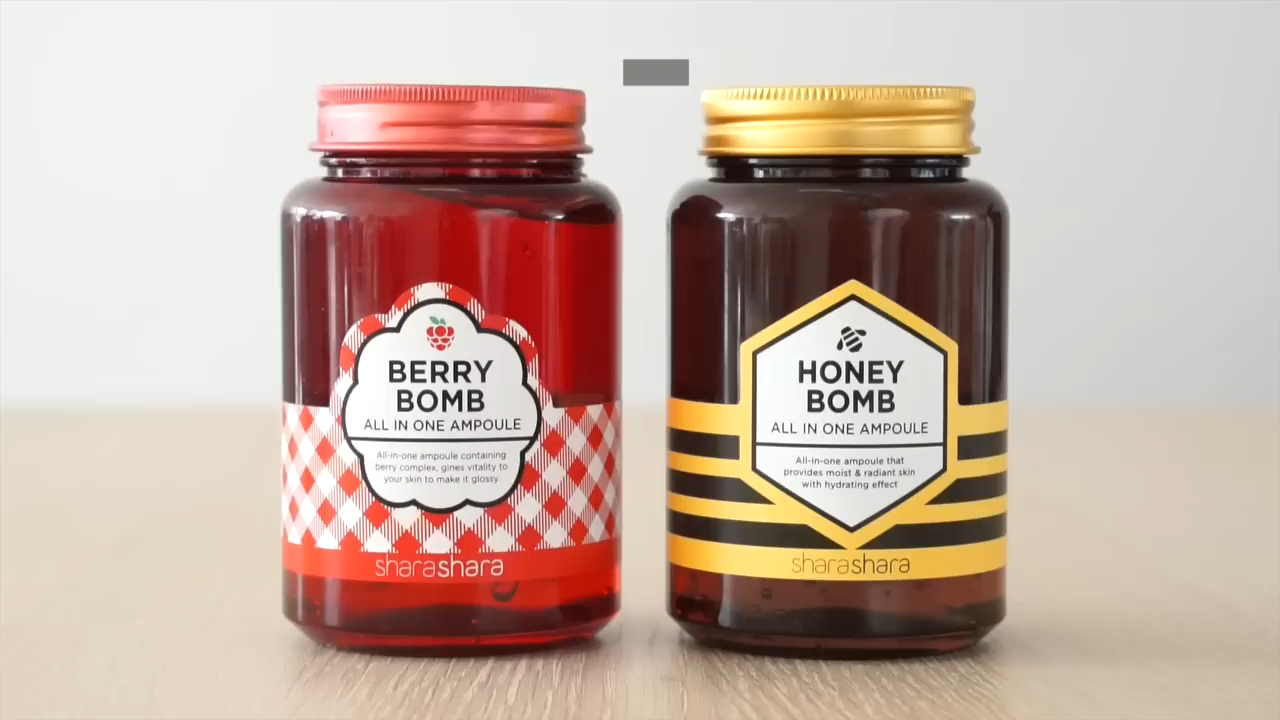 BERRY
BOMB
ALL IN ONE AMPOULE
All-in-one ampoule containing
berry complex, gines vitality to
your skin to make it glossy
sharashara
HONEY
BOMB
ALL IN ONE AMPOULE
All-in-one ampoule that
provides moist & radiant skin
with hydrating effect
sharashara